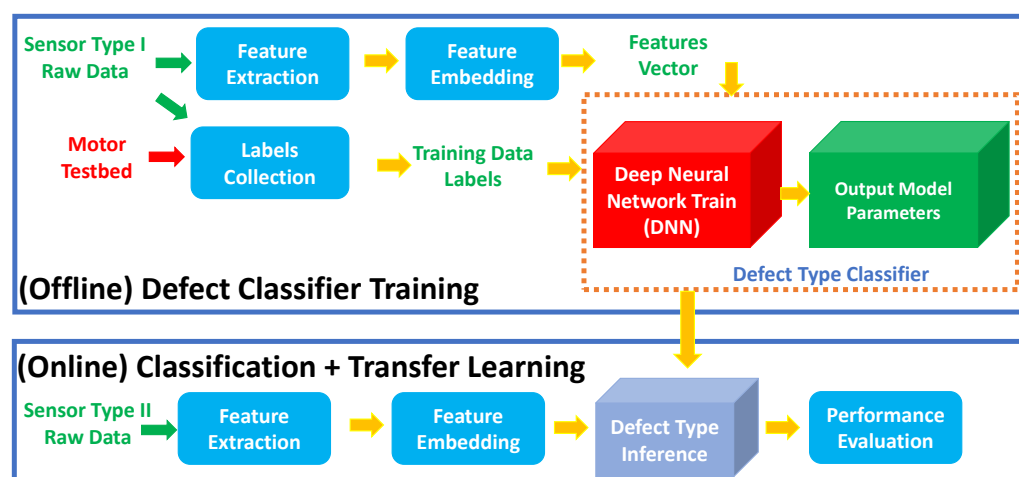 Sensor Type I
Raw Data
Feature
Extraction
Feature
Embedding
Features
Vector
Motor
Testbed
Labels
Collection
Training Data
Labels
Deep Neural
Network Train
(DNN)
Output Model
Parameters
Defect Type Classifier
(Offline) Defect Classifier Training
(Online) Classification + Transfer Learning
Sensor Type II
Raw Data
Feature
Extraction
Feature
Embedding
Defect Type
Inference
Performance
Evaluation